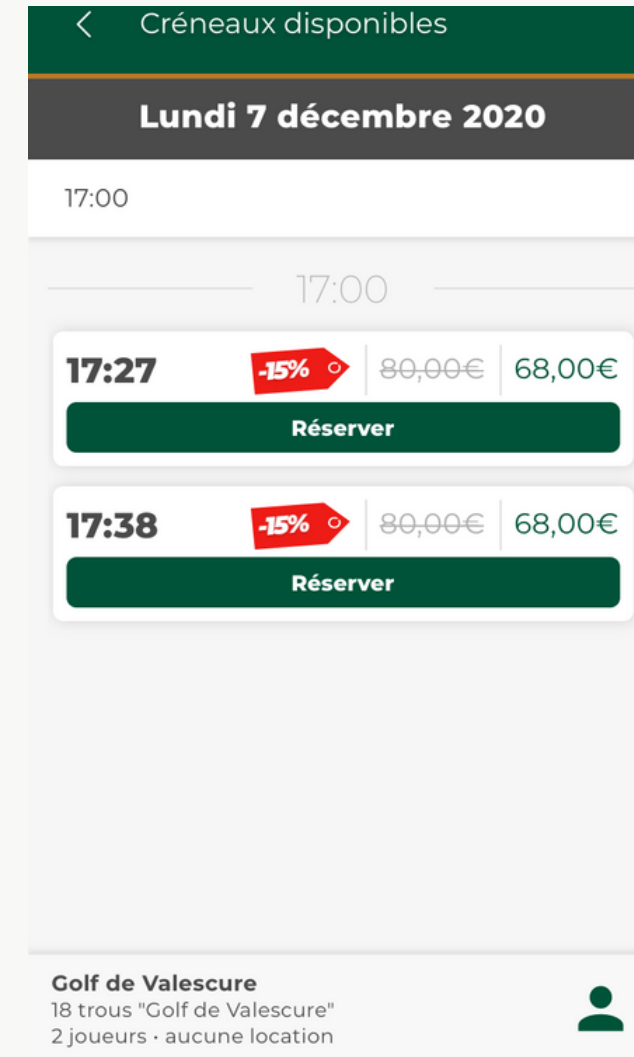 Créneaux disponibles
Lundi 7 décembre 2020
17:00
17:00
17:27 -15% 80,00€ 68,00€
Réserver
17:38 -15% 80,00€ 68,00€
Réserver
Golf de Valescure
18 trous "Golf de Valescure"
2 joueurs · aucune location